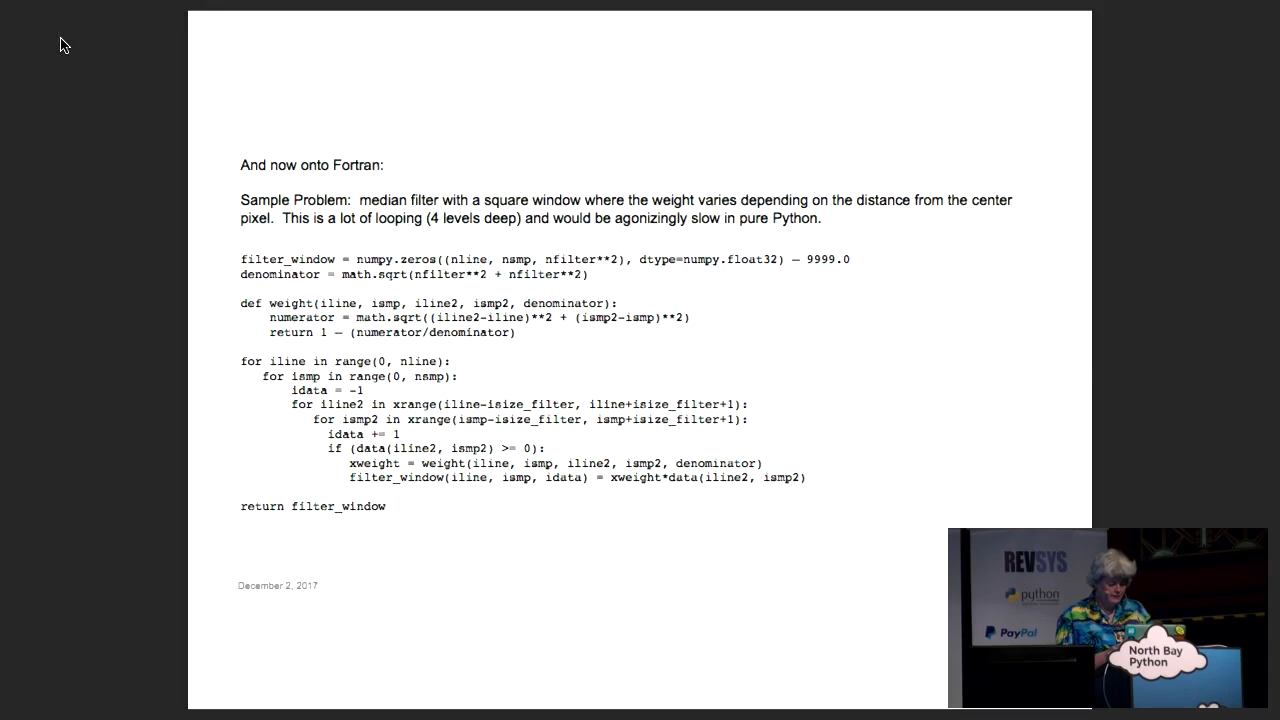 And now onto Fortran:
Sample Problem:  median filter with a square window where the weight varies depending on the distance from the center
pixel.  This is a lot of looping (4 levels deep) and would be agonizingly slow in pure Python.
filter_window = numpy.zeros((nline, nsmp, nfilter**2), dtype=numpy.float32) – 9999.0
denominator = math.sqrt(nfilter**2 + nfilter**2)
def weight(iline, ismp, iline2, ismp2, denominator):
    numerator = math.sqrt((iline2-iline)**2 + (ismp2-ismp)**2)
    return 1 – (numerator/denominator)
for iline in range(0, nline):
   for ismp in range(0, nsmp):
       idata = -1
       for iline2 in xrange(iline-isize_filter, iline+isize_filter+1):
          for ismp2 in xrange(ismp-isize_filter, ismp+isize_filter+1):
            idata += 1
            if (data(iline2, ismp2) >= 0):
               xweight = weight(iline, ismp, iline2, ismp2, denominator)
               filter_window(iline, ismp, idata) = xweight*data(iline2, ismp2)
return filter_window
December 2, 2017
REVSYS
python
PayPal
North Bay
Python